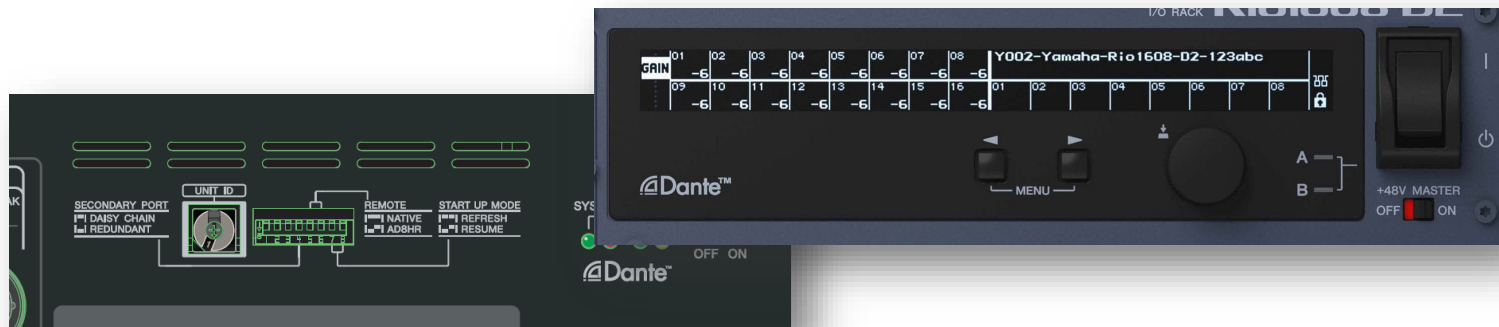 I/O RACK
GAIN
01 02 03 04 05 06 07 08
-6 -6 -6 -6 -6 -6 -6 -6
09 10 11 12 13 14 15 16
-6 -6 -6 -6 -6 -6 -6 -6
Y002-Yamaha-Rio1608-D2-123abc
01 02 03 04 05 06 07 08
MENU
A
B
Dante™
+48V MASTER
OFF ON
UNIT ID
SECONDARY PORT
DAISY CHAIN
REDUNDANT
REMOTE
NATIVE
AD8HR
START UP MODE
REFRESH
RESUME
SYS
OFF ON
Dante™